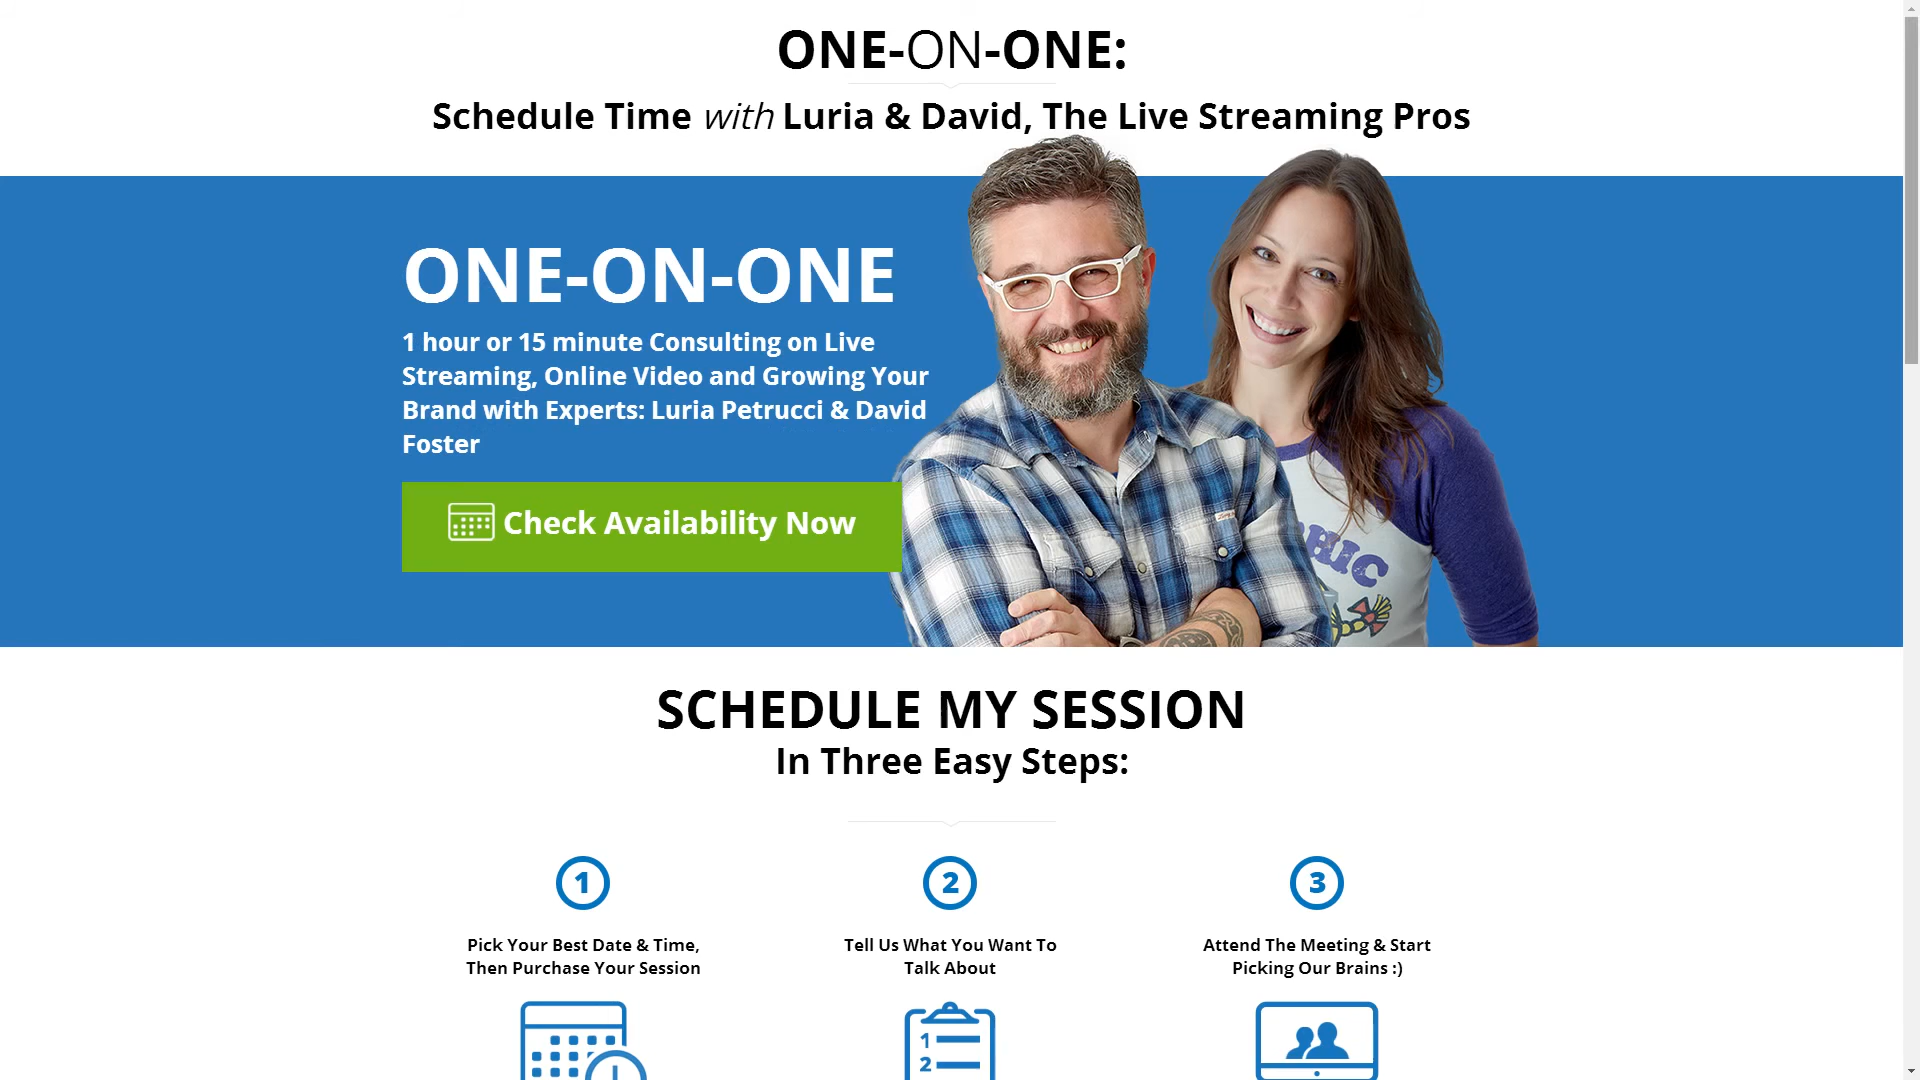 ONE-ON-ONE:
Schedule Time with Luria & David, The Live Streaming Pros
ONE-ON-ONE
1 hour or 15 minute Consulting on Live
Streaming, Online Video and Growing Your
Brand with Experts: Luria Petrucci & David
Foster
Check Availability Now
HIC
SCHEDULE MY SESSION
In Three Easy Steps:
1
2
3
Pick Your Best Date & Time,
Then Purchase Your Session
Tell Us What You Want To
Talk About
Attend The Meeting & Start
Picking Our Brains :)
1
2